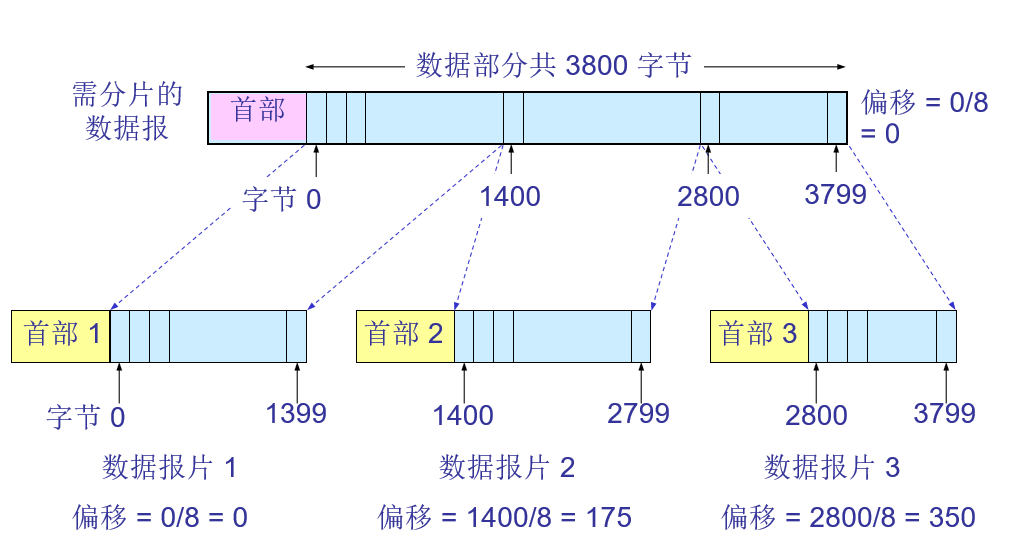 数据部分共 3800 字节
需分片的
数据报
首部
偏移 = 0/8
= 0
字节 0
1400
2800
3799
首部 1
首部 2
首部 3
字节 0
1399
1400
2799
2800
3799
数据报片 1
数据报片 2
数据报片 3
偏移 = 0/8 = 0
偏移 = 1400/8 = 175
偏移 = 2800/8 = 350